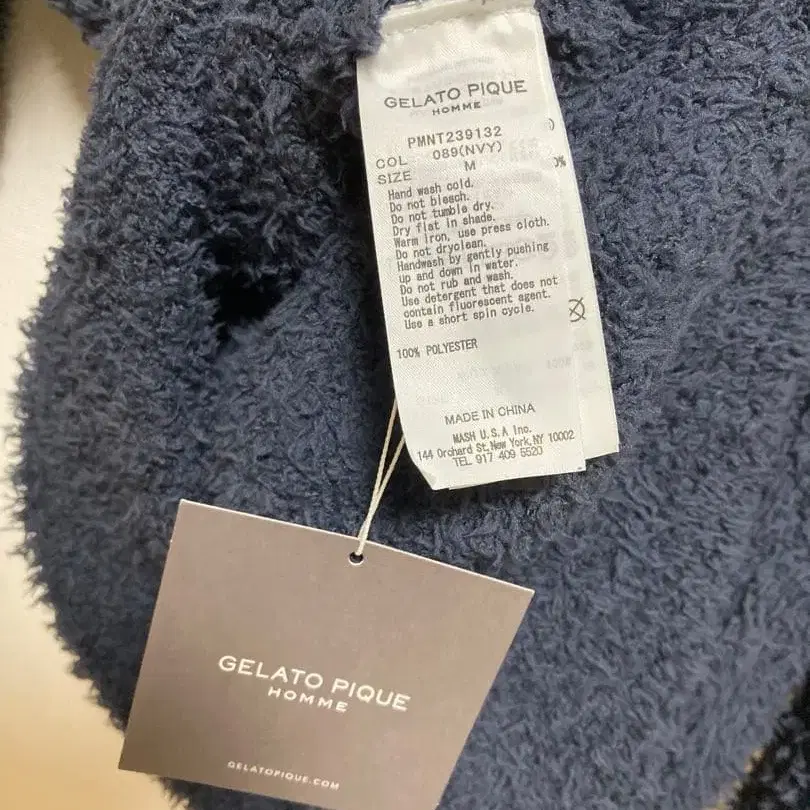 GELATO PIQUE
HOMME
PMNT239132
COL 089(NVY)
SIZE M
Hand wash cold.
Do not bleach.
Do not tumble dry.
Dry flat in shade.
Warm iron, use press cloth.
Do not dryclean.
Handwash by gently pushing
up and down in water.
Do not rub and wash.
Use detergent that does not
contain fluorescent agent.
Use a short spin cycle.
100% POLYESTER
MADE IN CHINA
MASH U.S.A Inc.
144 Orchard St,New York,NY 10002
TEL 917 409 5520
GELATO PIQUE
HOMME
GELATOPIQUE.COM